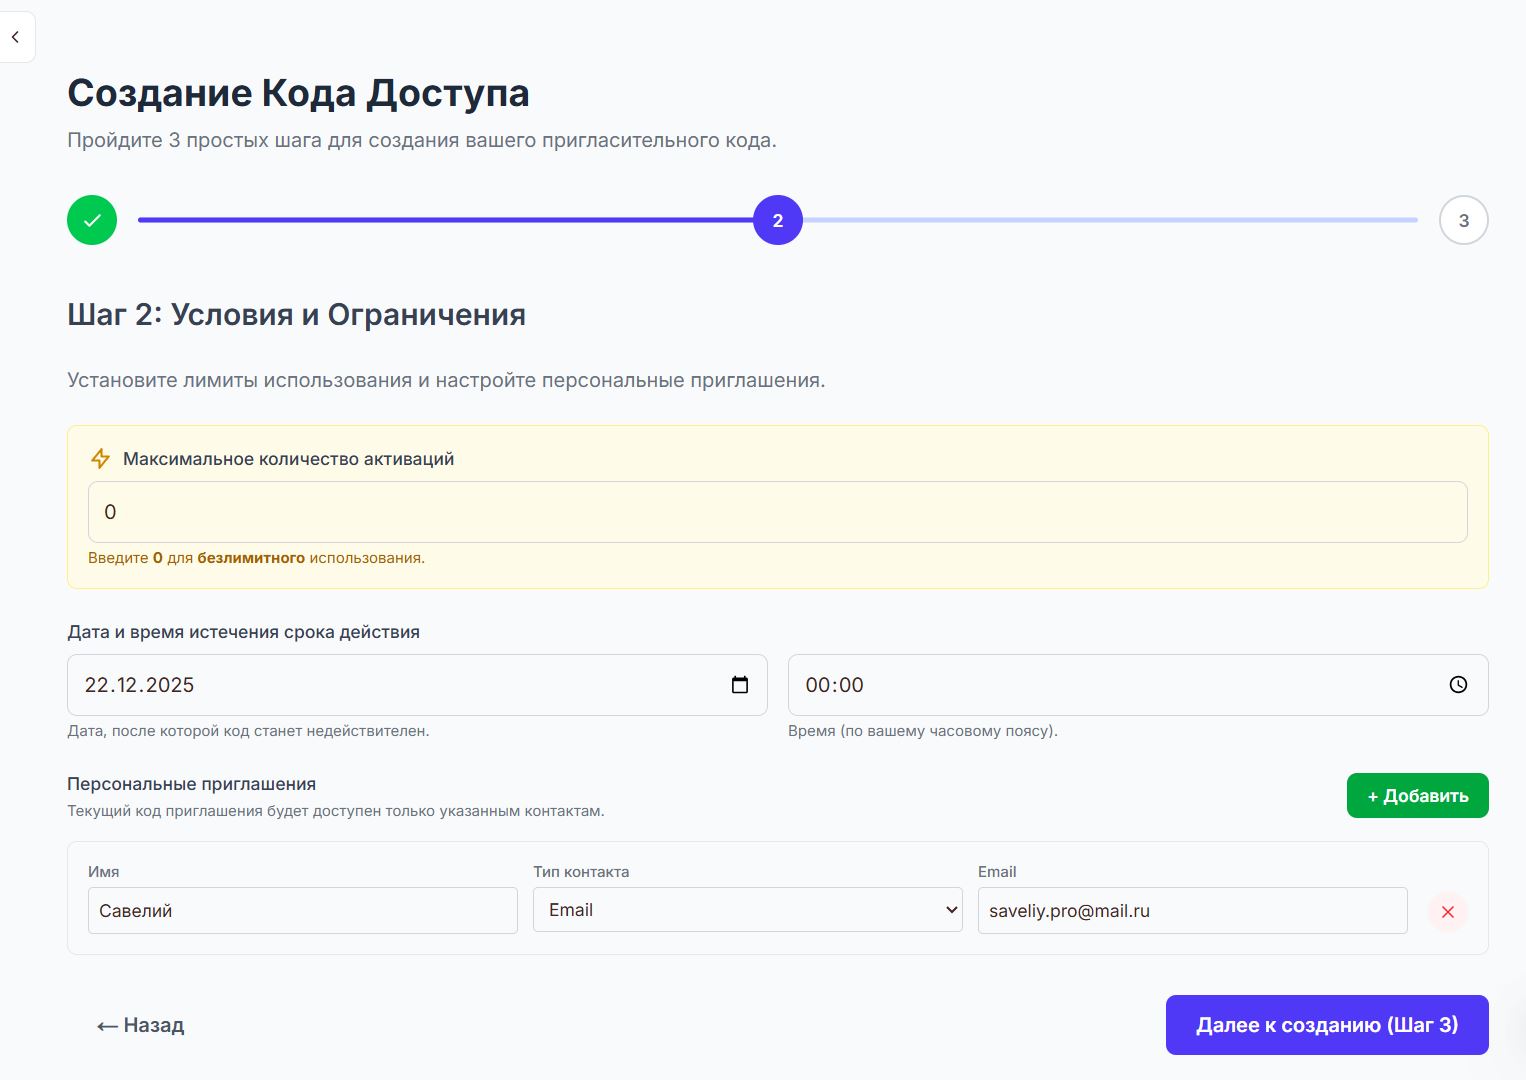 Создание Кода Доступа
Пройдите 3 простых шага для создания вашего пригласительного кода.
2
3
Шаг 2: Условия и Ограничения
Установите лимиты использования и настройте персональные приглашения.
Максимальное количество активаций
0
Введите 0 для безлимитного использования.
Дата и время истечения срока действия
22.12.2025
00:00
Дата, после которой код станет недействителен.
Время (по вашему часовому поясу).
Персональные приглашения
Текущий код приглашения будет доступен только указанным контактам.
+ Добавить
Имя
Тип контакта
Email
Савелий
Email
saveliy.pro@mail.ru
← Назад
Далее к созданию (Шаг 3)